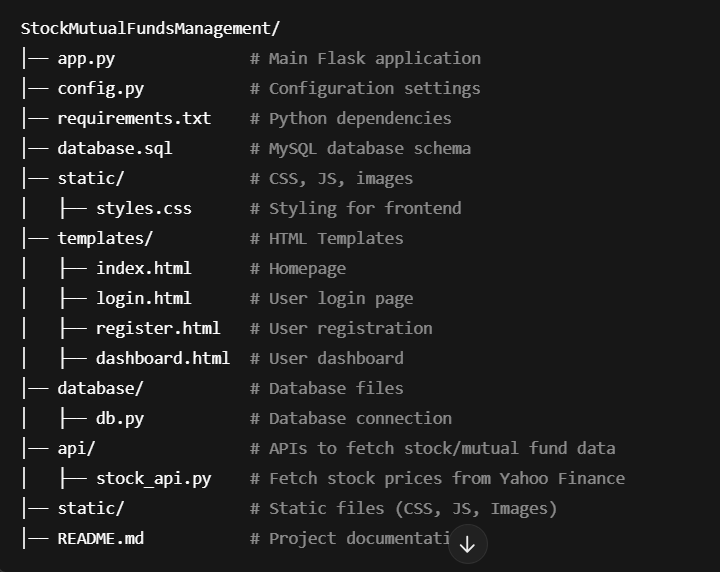 StockMutualFundsManagement/
│── app.py              # Main Flask application
│── config.py           # Configuration settings
│── requirements.txt    # Python dependencies
│── database.sql        # MySQL database schema
│── static/             # CSS, JS, images
│   ├── styles.css      # Styling for frontend
│── templates/          # HTML Templates
│   ├── index.html      # Homepage
│   ├── login.html      # User login page
│   ├── register.html   # User registration
│   ├── dashboard.html  # User dashboard
│── database/           # Database files
│   ├── db.py           # Database connection
│── api/                # APIs to fetch stock/mutual fund data
│   ├── stock_api.py    # Fetch stock prices from Yahoo Finance
│── static/             # Static files (CSS, JS, Images)
│── README.md           # Project documentati